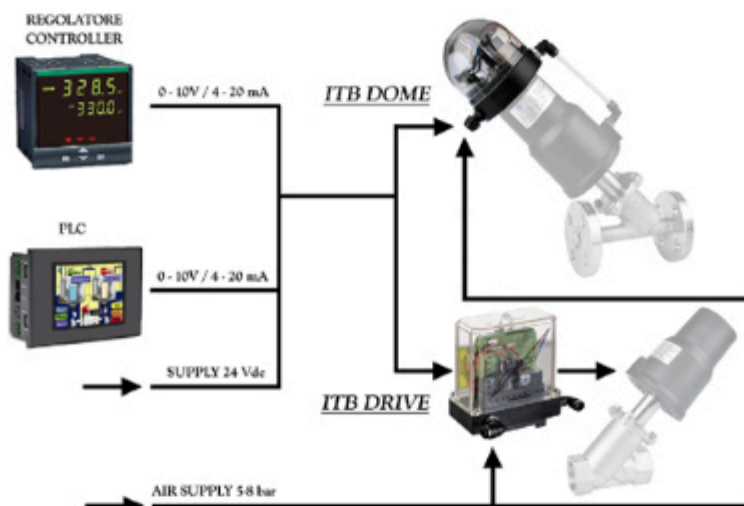 REGOLATORE
CONTROLLER
328.5
330.0
0 - 10V / 4 - 20 mA
ITB DOME
PLC
0 - 10V / 4 - 20 mA
SUPPLY 24 Vdc
ITB DRIVE
AIR SUPPLY 5-8 bar